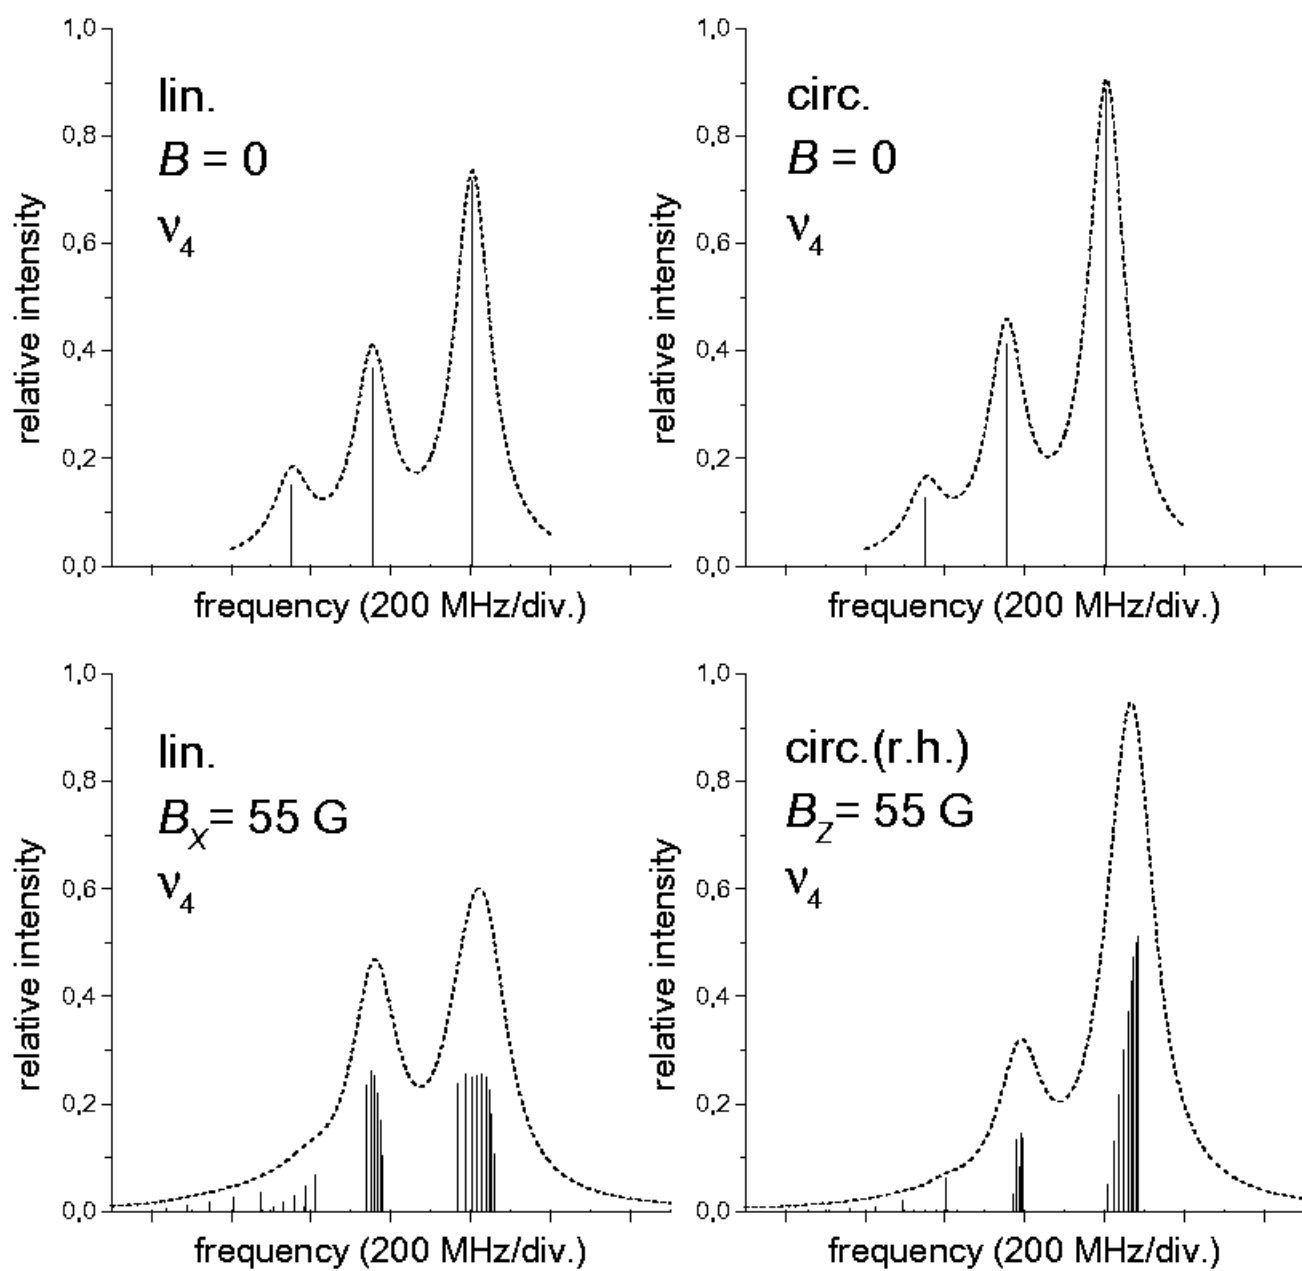 1,0
0,8
0,6
0,4
0,2
0,0
relative intensity
lin.
B = 0
ν4
frequency (200 MHz/div.)
1,0
0,8
0,6
0,4
0,2
0,0
relative intensity
circ.
B = 0
ν4
frequency (200 MHz/div.)
1,0
0,8
0,6
0,4
0,2
0,0
relative intensity
lin.
BX= 55 G
ν4
frequency (200 MHz/div.)
1,0
0,8
0,6
0,4
0,2
0,0
relative intensity
circ.(r.h.)
BZ= 55 G
ν4
frequency (200 MHz/div.)